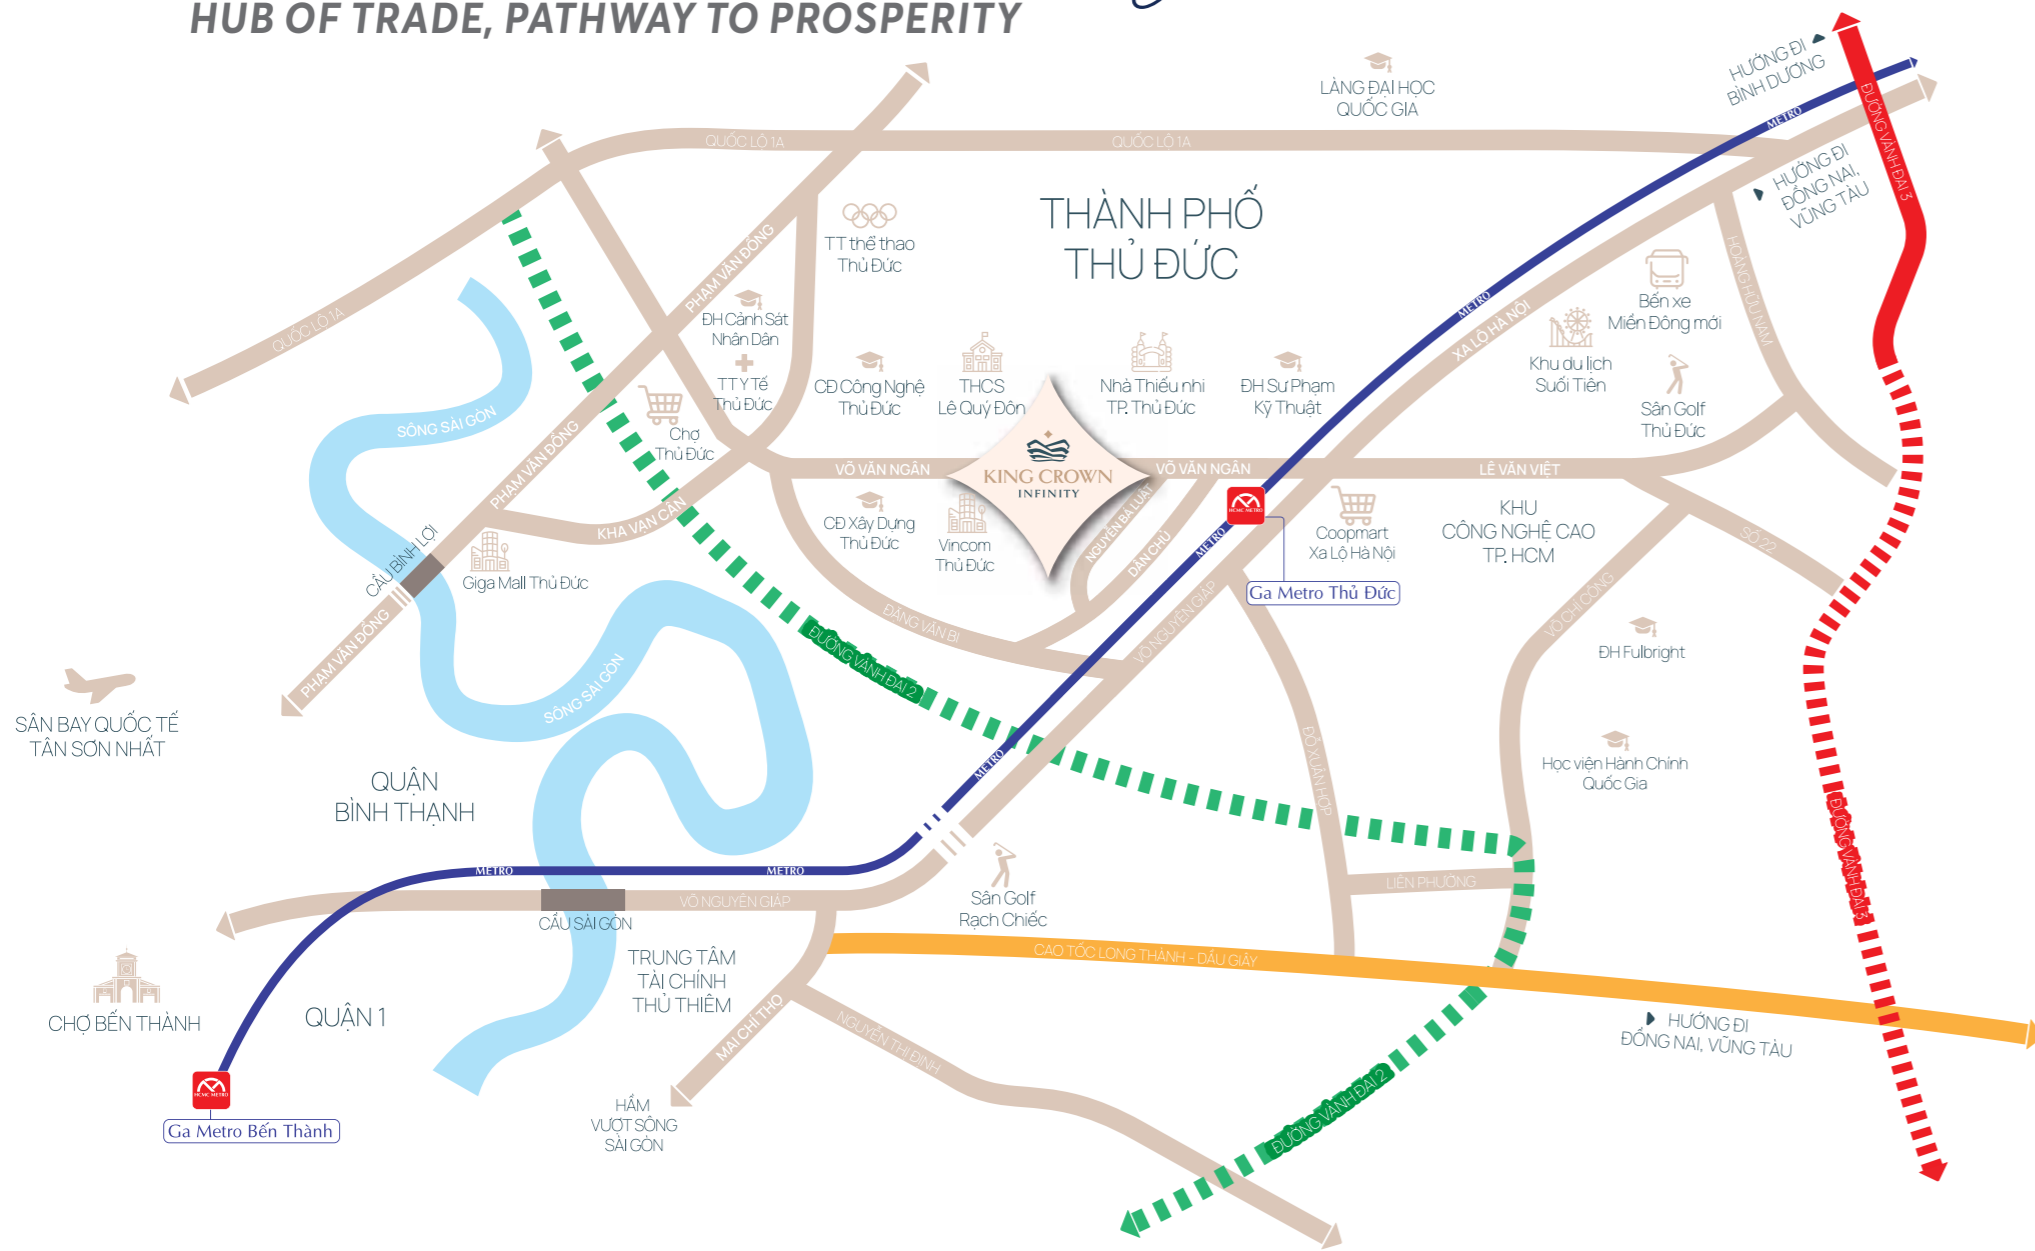 HUB OF TRADE, PATHWAY TO PROSPERITY
HƯỚNG ĐI
BÌNH DƯƠNG
LÀNG ĐẠI HỌC
QUỐC GIA
ĐƯỜNG VÀNH ĐAI 3
METRO
QUỐC LỘ 1A
QUỐC LỘ 1A
HƯỚNG ĐI
ĐỒNG NAI,
VŨNG TÀU
THÀNH PHỐ
THỦ ĐỨC
TT thể thao
Thủ Đức
PHẠM VĂN ĐỒNG
HOÀNG HỮU NAM
Bến xe
Miền Đông mới
METRO
XA LỘ HÀ NỘI
QUỐC LỘ 1A
ĐH Cảnh Sát
Nhân Dân
TT Y Tế
Thủ Đức
CĐ Công Nghệ
Thủ Đức
THCS
Lê Quý Đôn
Nhà Thiếu nhi
TP. Thủ Đức
ĐH Sư Phạm
Kỹ Thuật
Khu du lịch
Suối Tiên
Sân Golf
Thủ Đức
SÔNG SÀI GÒN
Chợ
Thủ Đức
PHẠM VĂN ĐỒNG
VÕ VĂN NGÂN
KING CROWN
INFINITY
VÕ VĂN NGÂN
LÊ VĂN VIỆT
KHA VẠN CÂN
CĐ Xây Dựng
Thủ Đức
Vincom
Thủ Đức
NGUYỄN BÁ LUẬT
DÂN CHỦ
METRO
HCMC METRO
Coopmart
Xa Lộ Hà Nội
KHU
CÔNG NGHỆ CAO
TP. HCM
SỐ 22
CẦU BÌNH LỢI
Giga Mall Thủ Đức
Ga Metro Thủ Đức
PHẠM VĂN ĐỒNG
ĐẶNG VĂN BI
VÕ NGUYÊN GIÁP
VÕ CHÍ CÔNG
ĐƯỜNG VÀNH ĐAI 2
ĐH Fulbright
SÔNG SÀI GÒN
SÂN BAY QUỐC TẾ
TÂN SƠN NHẤT
METRO
ĐỖ XUÂN HỢP
Học viện Hành Chính
Quốc Gia
QUẬN
BÌNH THẠNH
ĐƯỜNG VÀNH ĐAI 3
METRO
METRO
LIÊN PHƯỜNG
VÕ NGUYÊN GIÁP
CẦU SÀI GÒN
Sân Golf
Rạch Chiếc
TRUNG TÂM
TÀI CHÍNH
THỦ THIÊM
CAO TỐC LONG THÀNH - DẦU GIÂY
CHỢ BẾN THÀNH
QUẬN 1
MAI CHÍ THỌ
NGUYỄN THỊ ĐỊNH
HƯỚNG ĐI
ĐỒNG NAI, VŨNG TÀU
HCMC METRO
Ga Metro Bến Thành
HẦM
VƯỢT SÔNG
SÀI GÒN
ĐƯỜNG VÀNH ĐAI 2